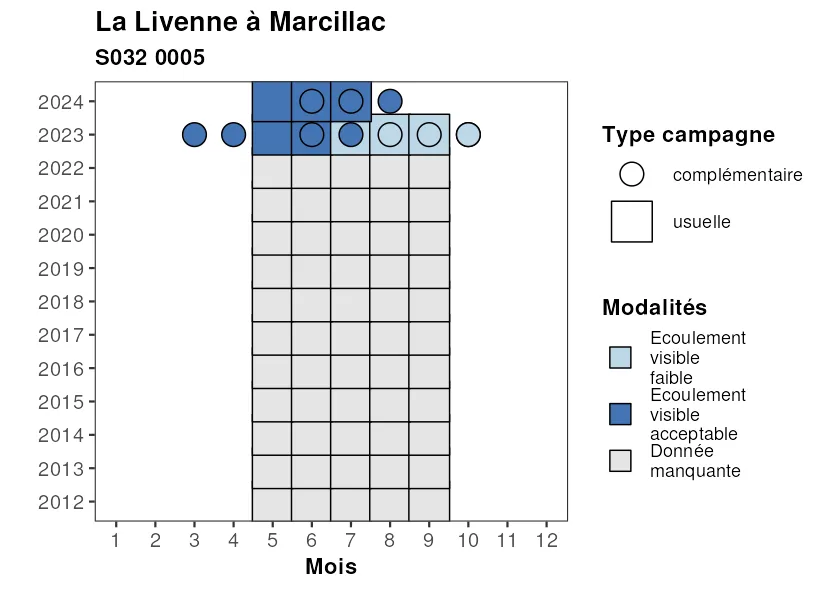 La Livenne à Marcillac
S032 0005
2024
2023
2022
2021
2020
2019
2018
2017
2016
2015
2014
2013
2012
1 2 3 4 5 6 7 8 9 10 11 12
Mois
Type campagne
complémentaire
usuelle
Modalités
Ecoulement
visible
faible
Ecoulement
visible
acceptable
Donnée
manquante